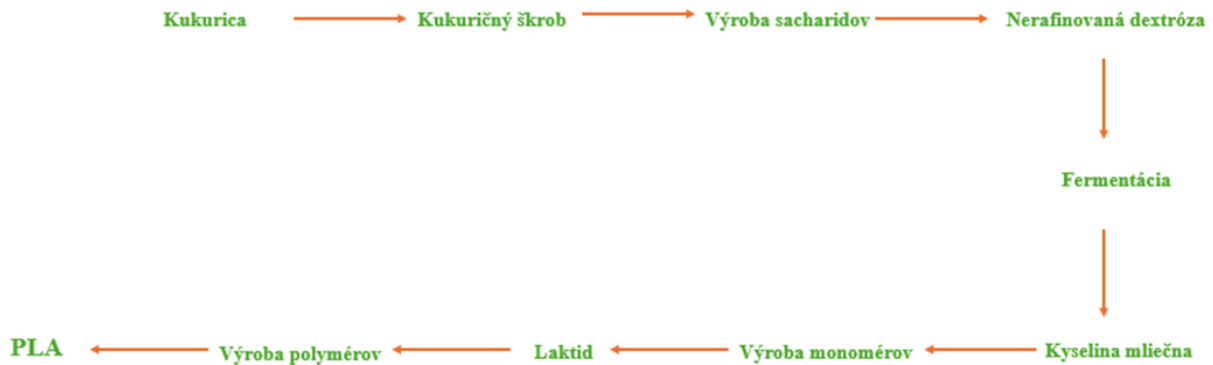 Kukurica
Kukuričný škrob
Výroba sacharidov
Nerafinovaná dextróza
Fermentácia
Kyselina mliečna
Výroba monomérov
Laktid
Výroba polymérov
PLA